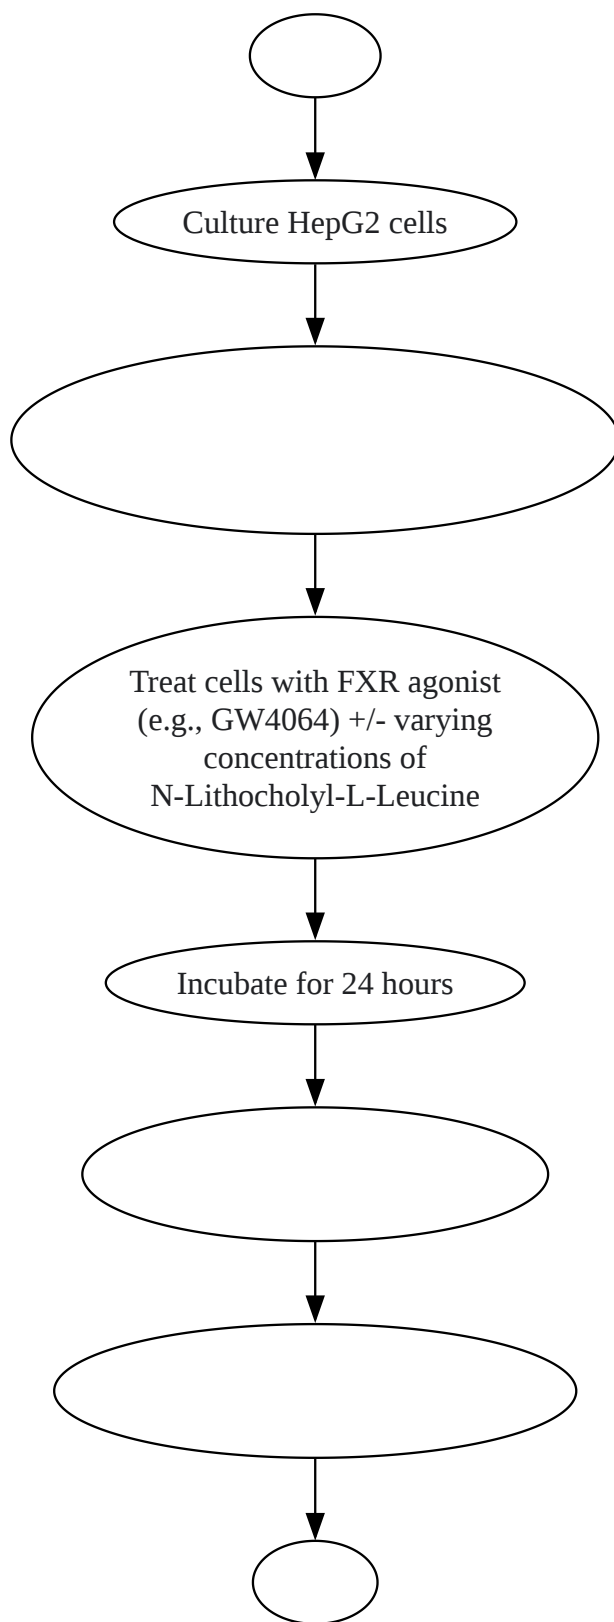 Culture HepG2 cells
Treat cells with FXR agonist
(e.g., GW4064) +/- varying
concentrations of
N-Lithocholyl-L-Leucine
Incubate for 24 hours